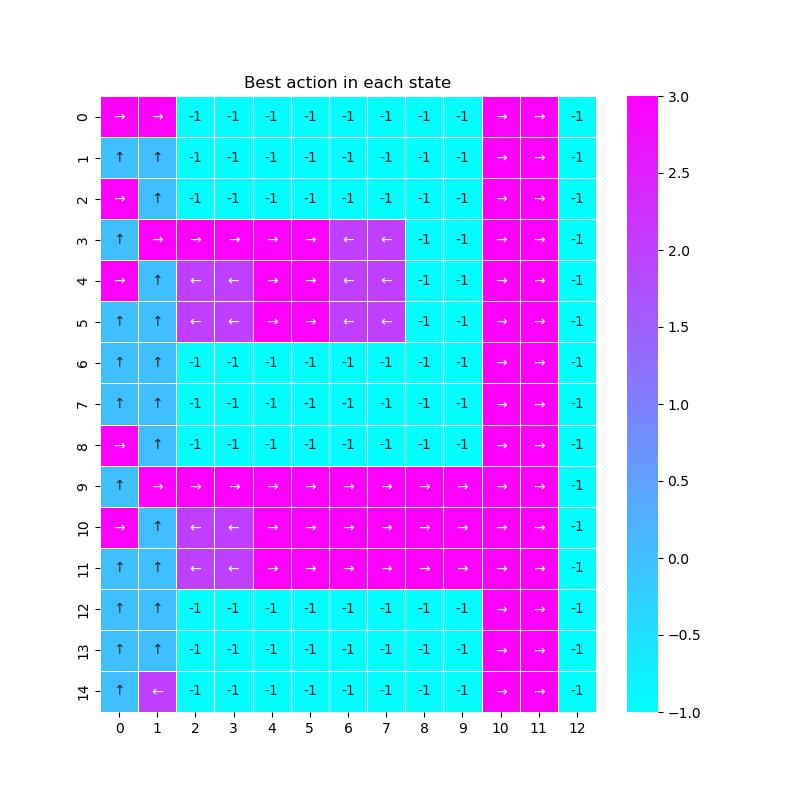 Best action in each state
0 → → -1 -1 -1 -1 -1 -1 -1 -1 → → -1
1 ↑ ↑ -1 -1 -1 -1 -1 -1 -1 -1 → → -1
2 → ↑ -1 -1 -1 -1 -1 -1 -1 -1 → → -1
3 ↑ → → → → → ← ← -1 -1 → → -1
4 → ↑ ← ← → → ← ← -1 -1 → → -1
5 ↑ ↑ ← ← → → ← ← -1 -1 → → -1
6 ↑ ↑ -1 -1 -1 -1 -1 -1 -1 -1 → → -1
7 ↑ ↑ -1 -1 -1 -1 -1 -1 -1 -1 → → -1
8 → ↑ -1 -1 -1 -1 -1 -1 -1 -1 → → -1
9 ↑ → → → → → → → → → → → -1
10 → ↑ ← ← → → → → → → → → -1
11 ↑ ↑ ← ← → → → → → → → → -1
12 ↑ ↑ -1 -1 -1 -1 -1 -1 -1 -1 → → -1
13 ↑ ↑ -1 -1 -1 -1 -1 -1 -1 -1 → → -1
14 ↑ ← -1 -1 -1 -1 -1 -1 -1 -1 → → -1
0 1 2 3 4 5 6 7 8 9 10 11 12
3.0
2.5
2.0
1.5
1.0
0.5
0.0
−0.5
−1.0